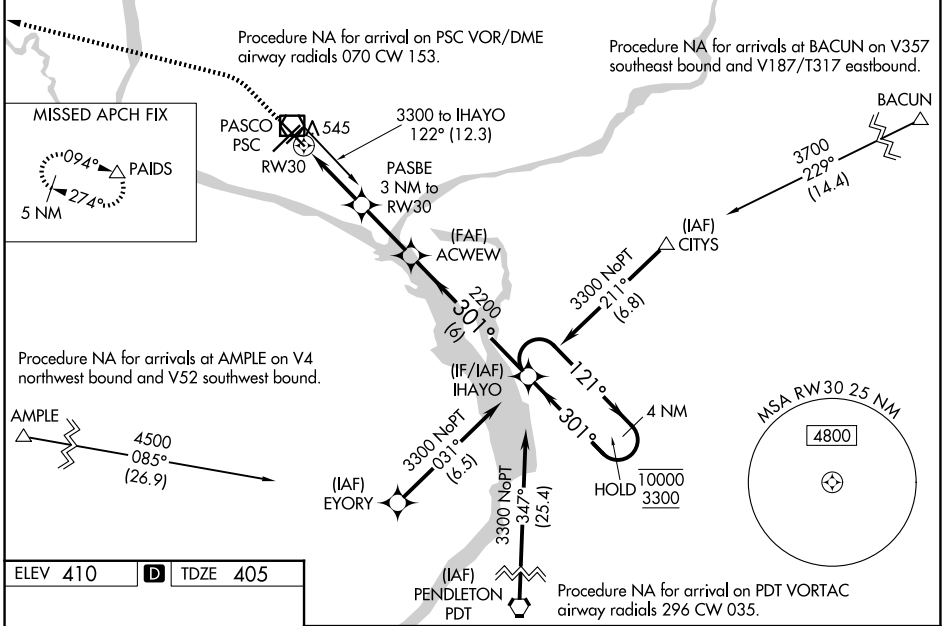 Procedure NA for arrival on PSC VOR/DME
airway radials 070 CW 153.
Procedure NA for arrivals at BACUN on V357
southeast bound and V187/T317 eastbound.
MISSED APCH FIX
094°
PAIDS
274°
5 NM
PASCO
PSC
545
RW30
3300 to IHAYO
122° (12.3)
PASBE
3 NM to
RW30
BACUN
3700
229°
(14.4)
(IAF)
CITYS
(FAF)
ACWEW
3300 NoPT
211°
(6.8)
2200
301°
(6)
Procedure NA for arrivals at AMPLE on V4
northwest bound and V52 southwest bound.
(IF/IAF)
IHAYO
121°
301°
4 NM
HOLD
10000
3300
MSA RW30 25 NM
4800
AMPLE
4500
085°
(26.9)
3300 NoPT
031°
(6.5)
(IAF)
EYORY
3300 NoPT
347°
(25.4)
(IAF)
PENDLETON
PDT
Procedure NA for arrival on PDT VORTAC
airway radials 296 CW 035.
ELEV 410 D TDZE 405